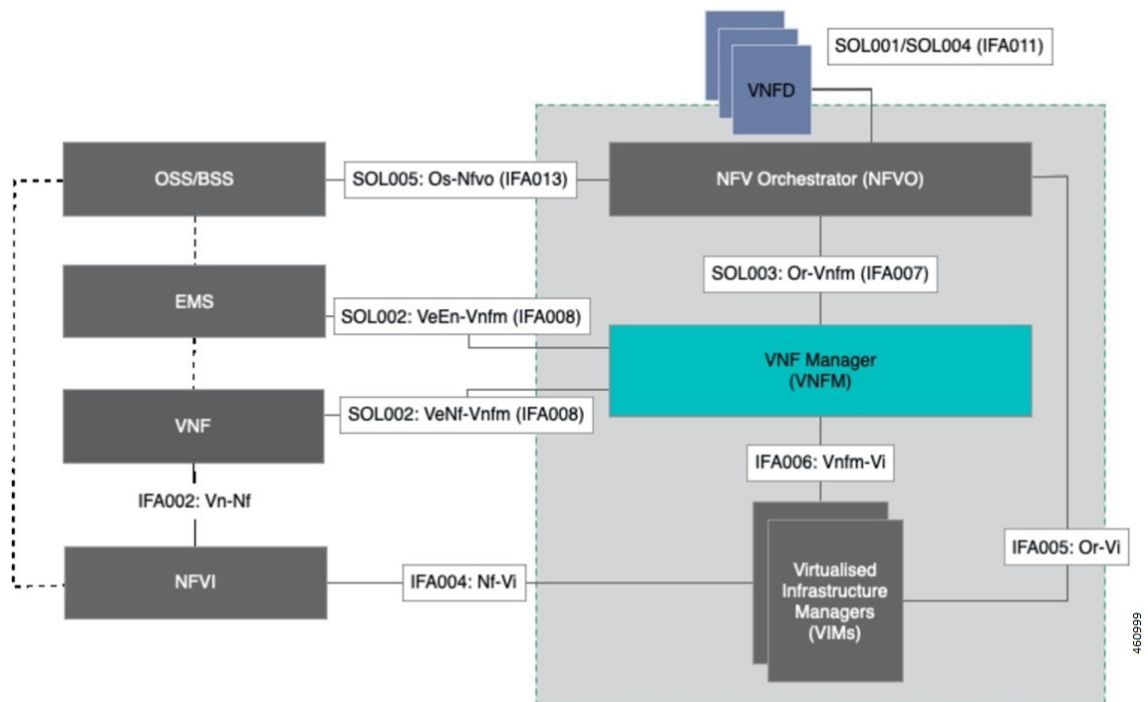 SOL001/SOL004 (IFA011)
VNFD
OSS/BSS
SOL005: Os-Nfvo (IFA013)
NFV Orchestrator (NFVO)
SOL003: Or-Vnfm (IFA007)
EMS
SOL002: VeEn-Vnfm (IFA008)
VNF Manager
(VNFM)
VNF
SOL002: VeNf-Vnfm (IFA008)
IFA006: Vnfm-Vi
IFA002: Vn-Nf
IFA005: Or-Vi
NFVI
IFA004: Nf-Vi
Virtualised
Infrastructure
Managers
(VIMs)
460999